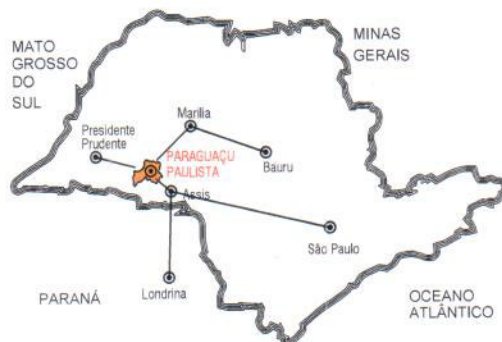 MATO
GROSSO
DO
SUL
MINAS
GERAIS
Marília
Presidente
Prudente
PARAGUAÇU
PAULISTA
Bauru
Assis
São Paulo
Londrina
PARANÁ
OCEANO
ATLÂNTICO